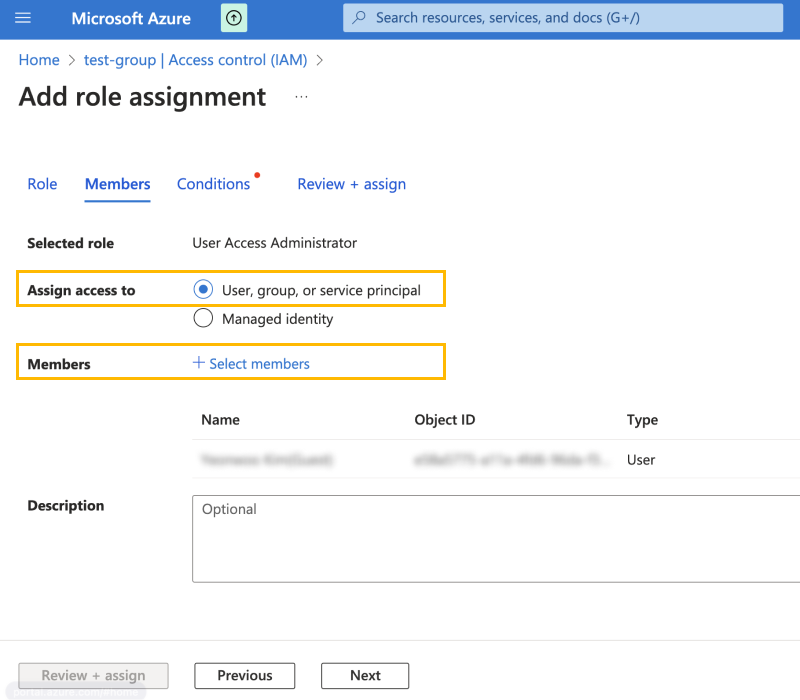 Microsoft Azure
Search resources, services, and docs (G+/)
Home > test-group | Access control (IAM) >
Add role assignment ...
Role Members Conditions Review + assign
Selected role User Access Administrator
Assign access to User, group, or service principal
Managed identity
Members + Select members
Name Object ID Type
User
Description Optional
Review + assign Previous Next